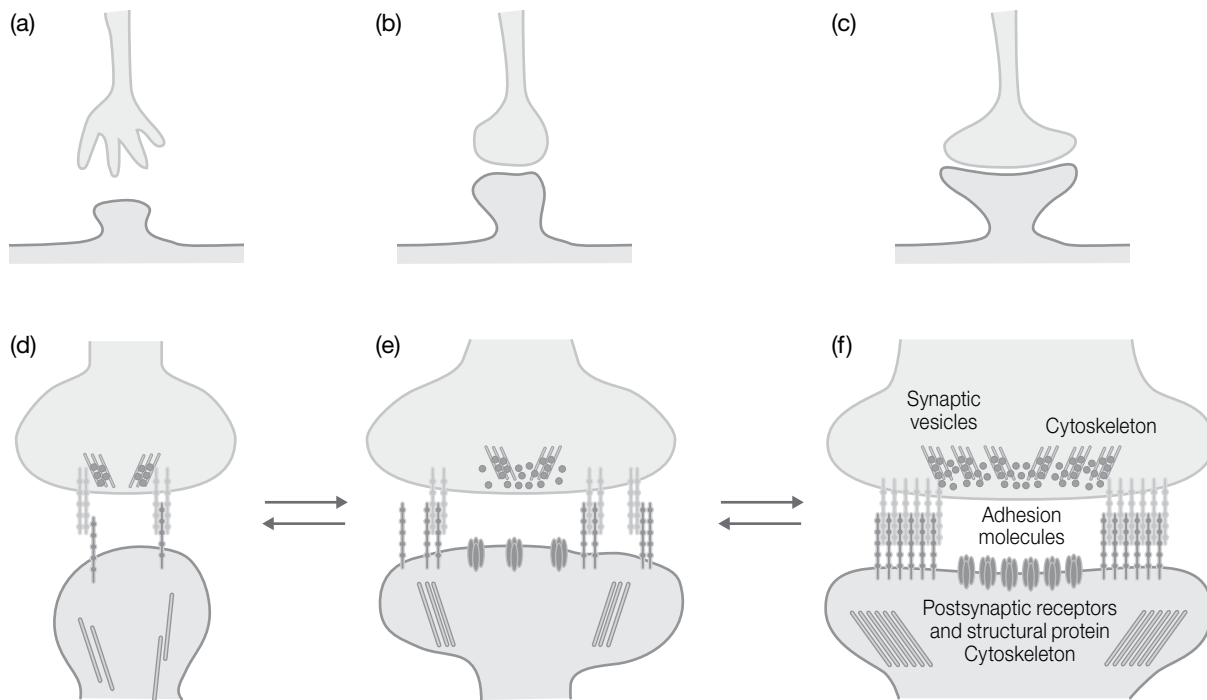 (a)
(b)
(c)
(d)
(e)
(f)
Synaptic
vesicles
Cytoskeleton
Adhesion
molecules
Postsynaptic receptors
and structural protein
Cytoskeleton